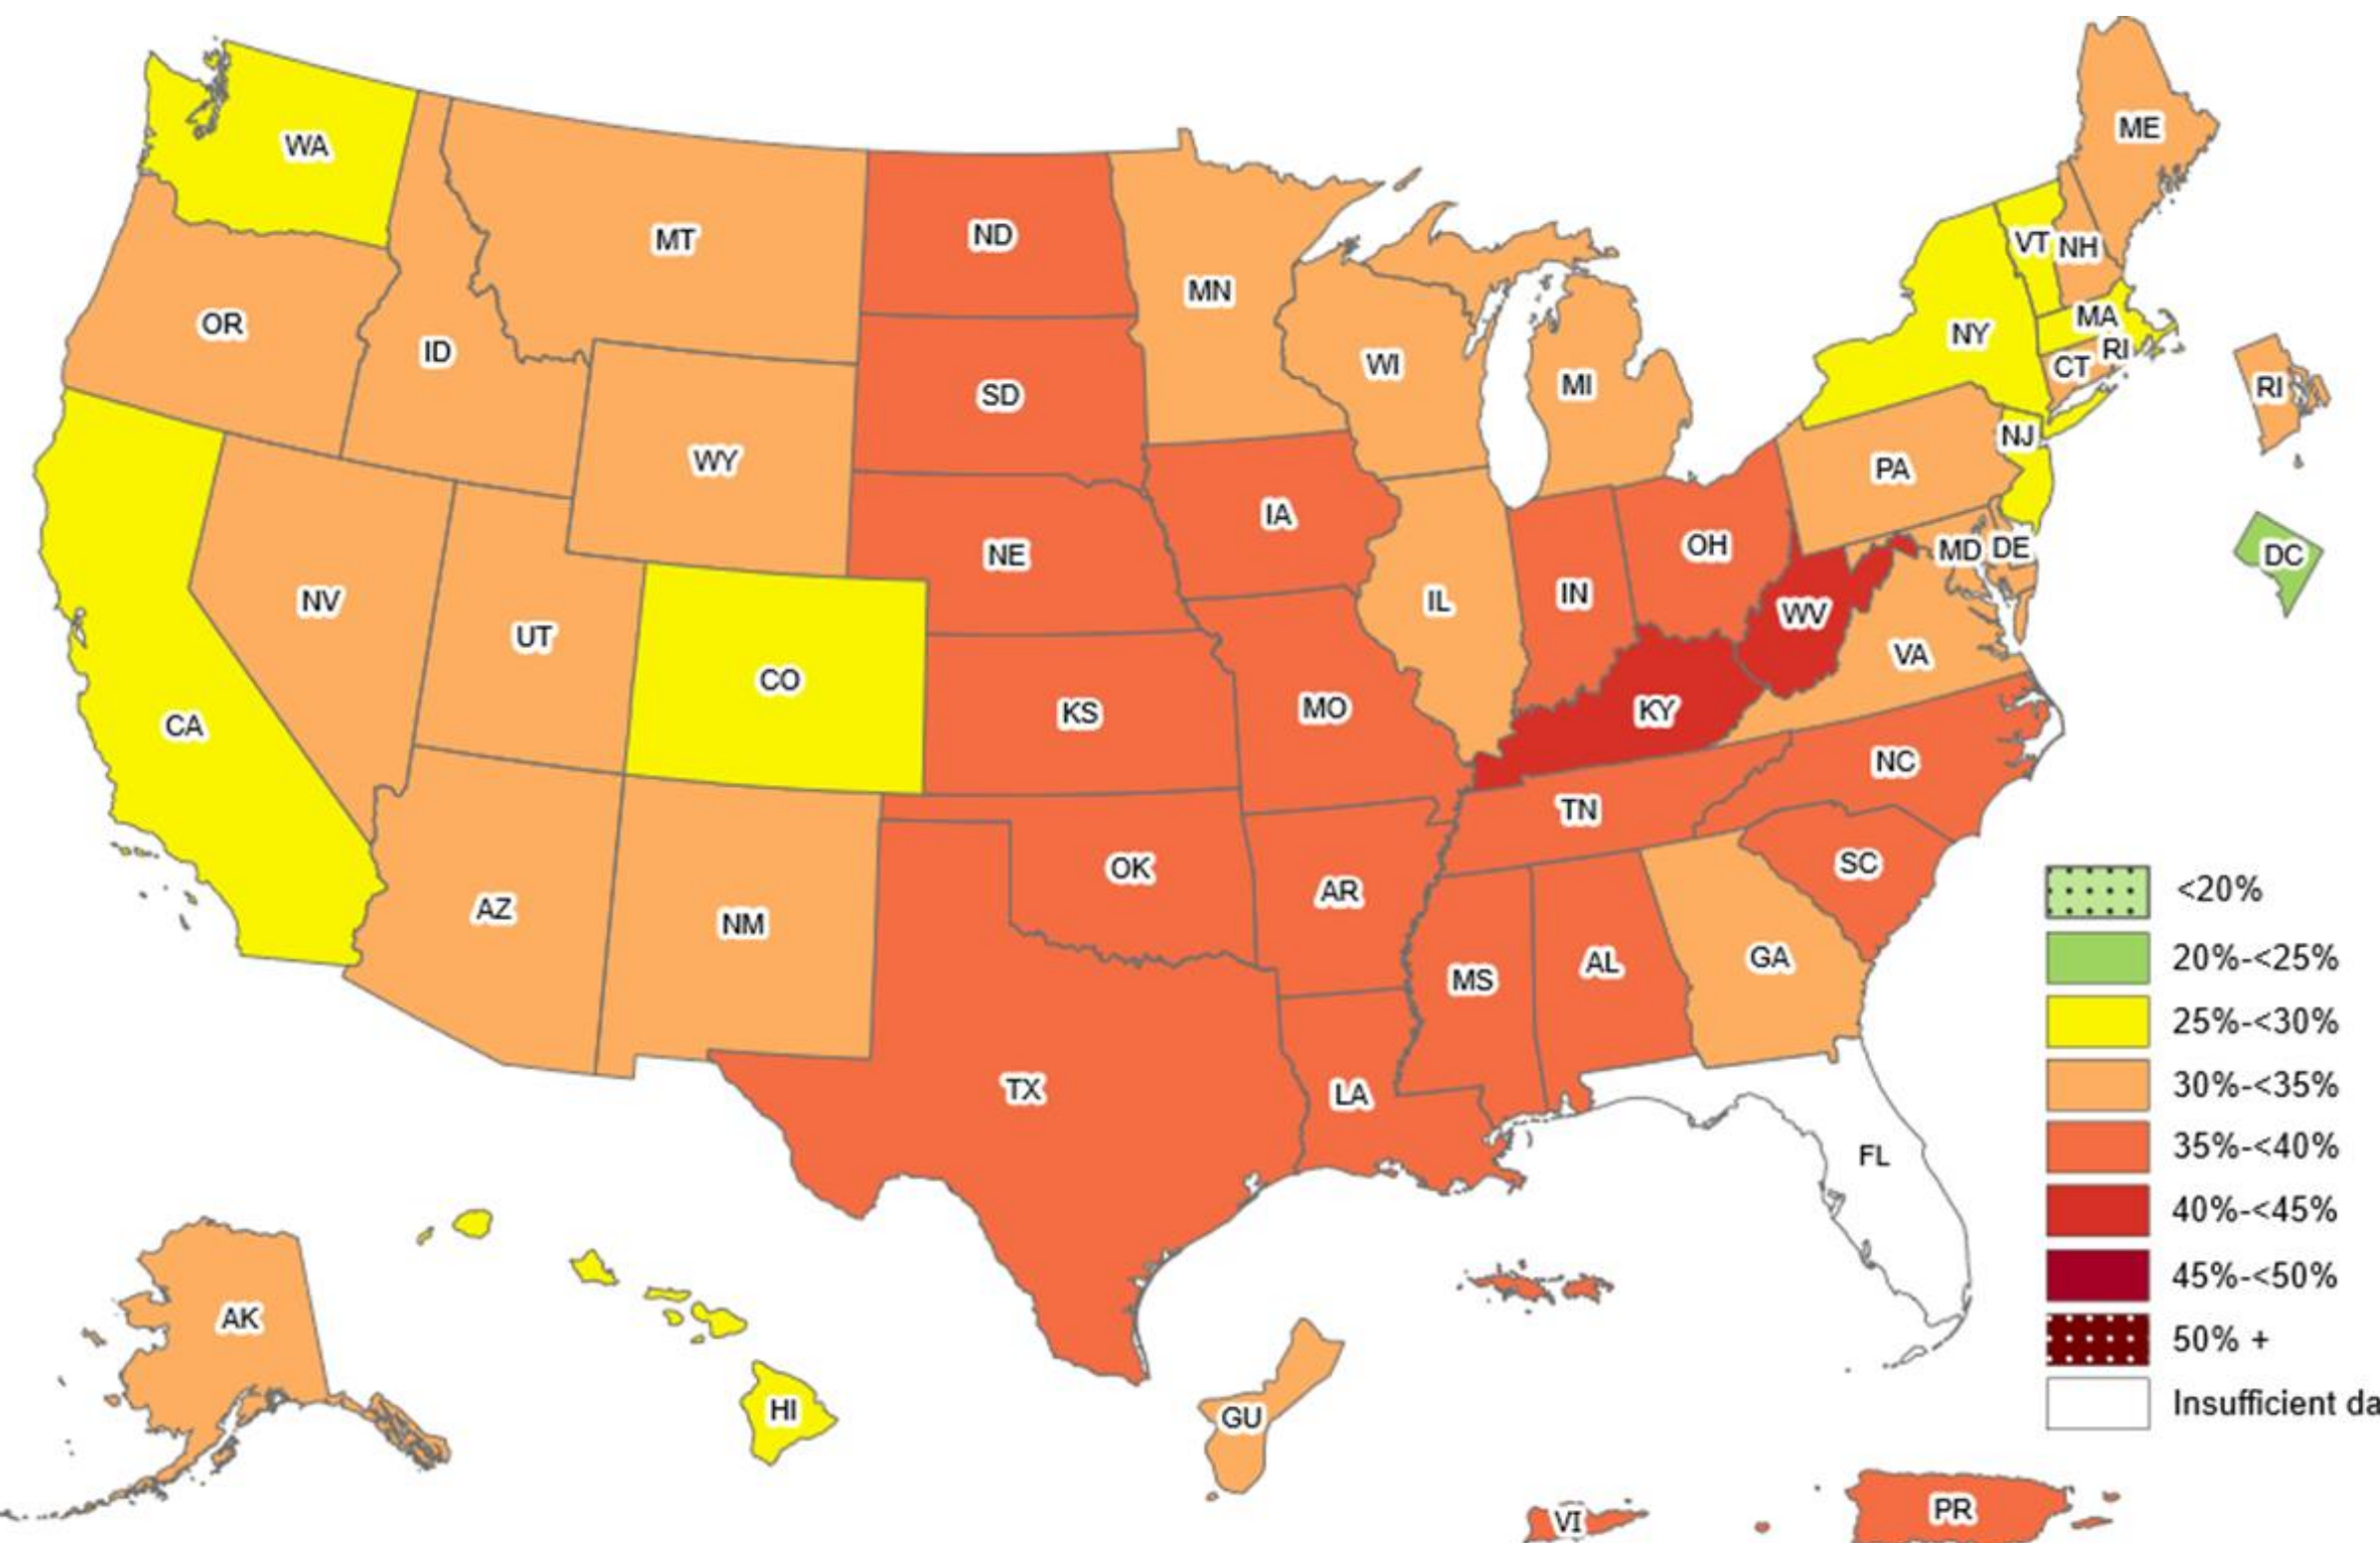 WA
MT
ND
MN
ME
VT
NH
OR
ID
SD
WI
MI
NY
MA
RI
CT
RI
WY
NJ
PA
IA
NE
OH
MD
DE
DC
NV
UT
IL
IN
WV
CO
VA
CA
KS
MO
KY
NC
TN
OK
AR
SC
AZ
NM
MS
AL
GA
TX
LA
FL
AK
HI
GU
VI
PR
<20%
20%-<25%
25%-<30%
30%-<35%
35%-<40%
40%-<45%
45%-<50%
50% +
Insufficient da